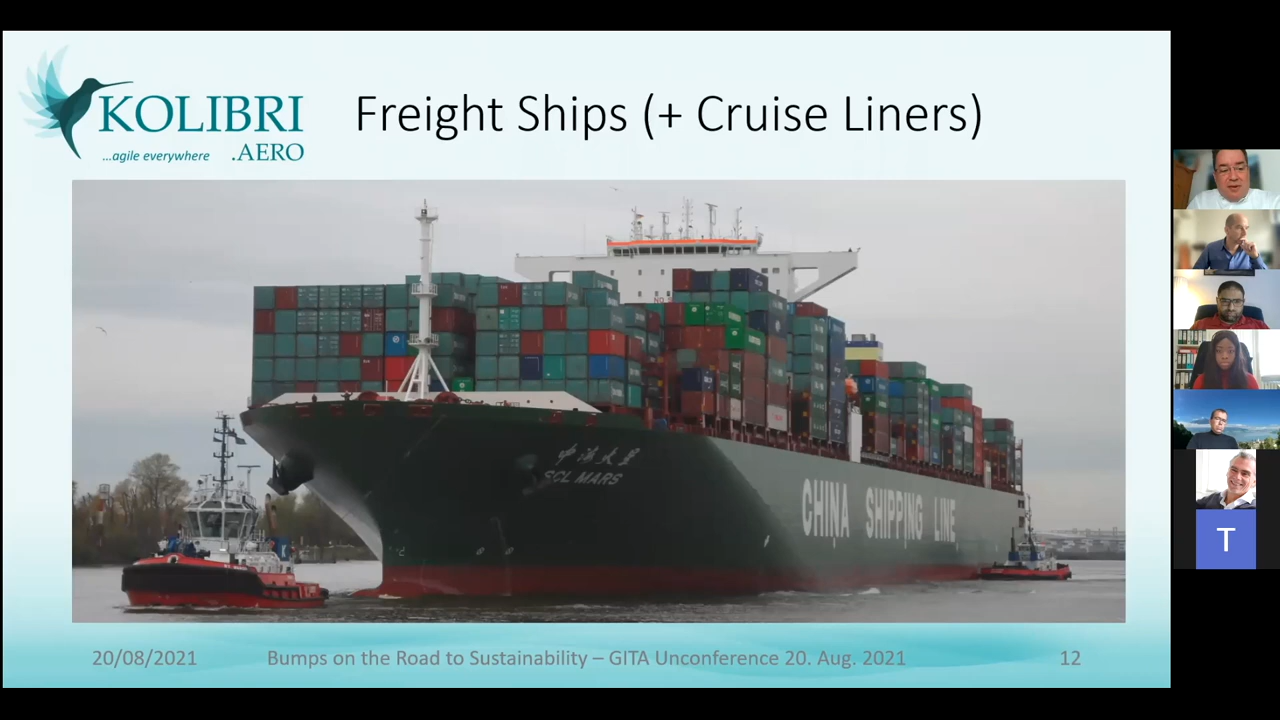 KOLIBRI
...agile everywhere .AERO
Freight Ships (+ Cruise Liners)
SCL MARS
CHINA SHIPPING LINE
20/08/2021 Bumps on the Road to Sustainability – GITA Unconference 20. Aug. 2021 12
T